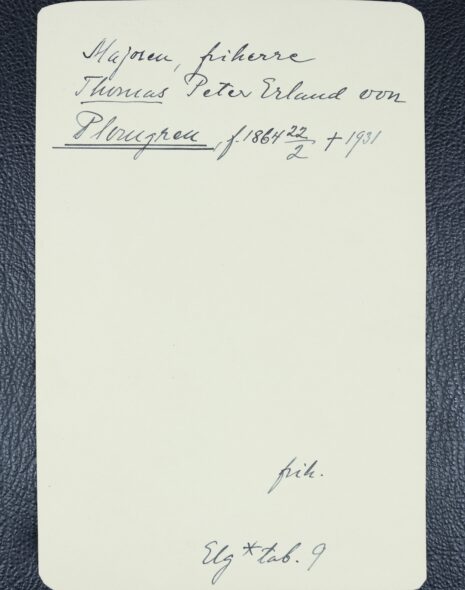 Majoren, friherre
Thomas Peter Erland von
Plomgren, f. 1864 22/2 + 1931
frih.
Elg * tab. 9